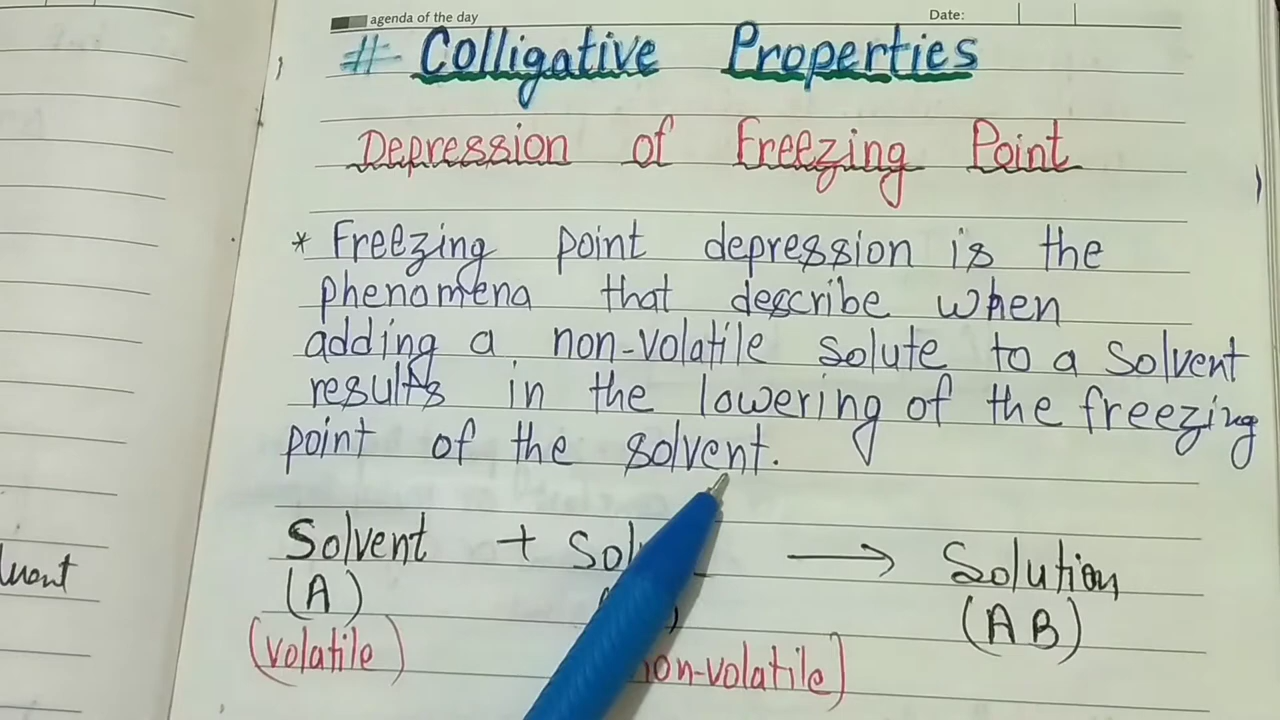 agenda of the day Date:
# Colligative Properties
Depression of Freezing Point
* Freezing point depression is the
phenomena that describe when
adding a non-volatile solute to a solvent
results in the lowering of the freezing
point of the solvent.
Solvent + → Solution
(A) (AB)
(volatile) non-volatile)